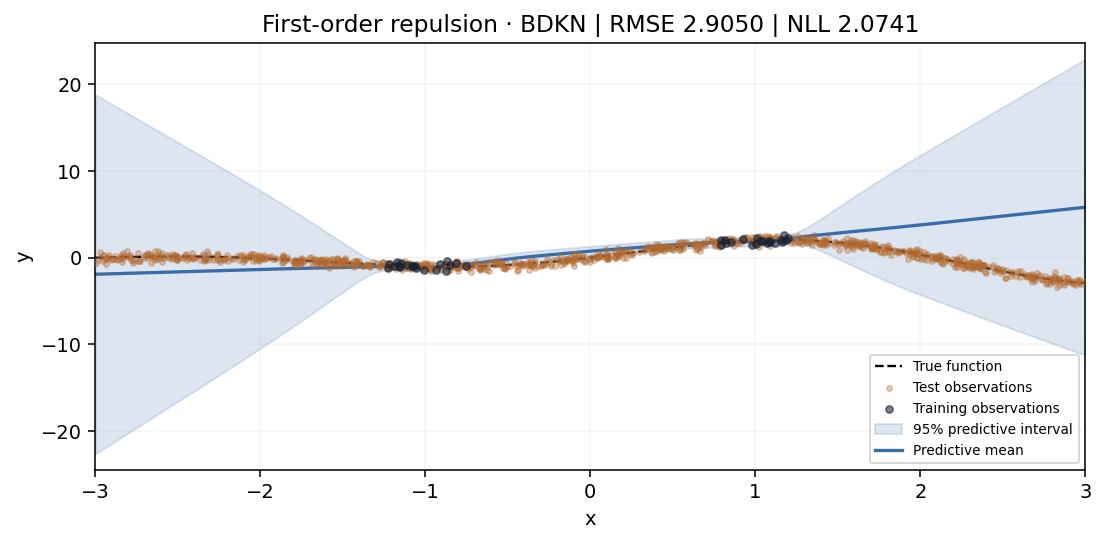 First-order repulsion · BDKN | RMSE 2.9050 | NLL 2.0741
20
10
0
−10
−20
y
−3
−2
−1
0
1
2
3
x
True function
Test observations
Training observations
95% predictive interval
Predictive mean